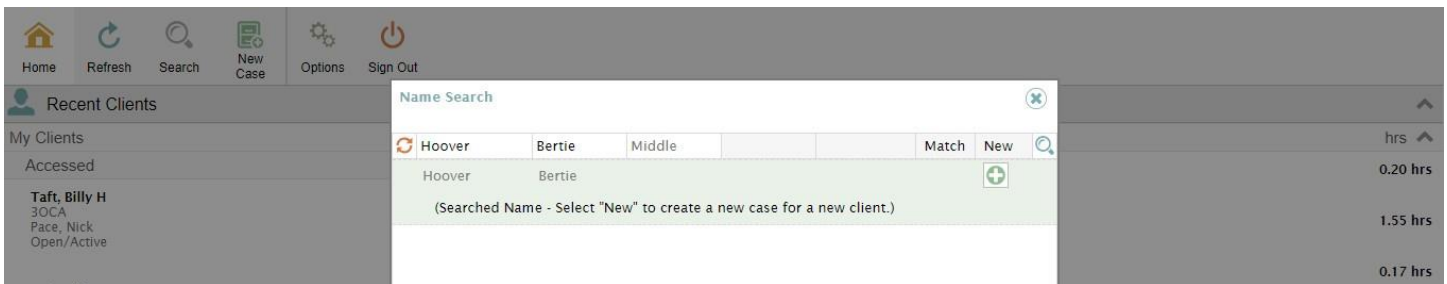 Home Refresh Search New Case Options Sign Out
Recent Clients
My Clients
hrs
Accessed
Taft, Billy H
3OCA
Pace, Nick
Open/Active
0.20 hrs
1.55 hrs
0.17 hrs
Name Search
Hoover Bertie Middle Match New
Hoover Bertie
(Searched Name - Select "New" to create a new case for a new client.)